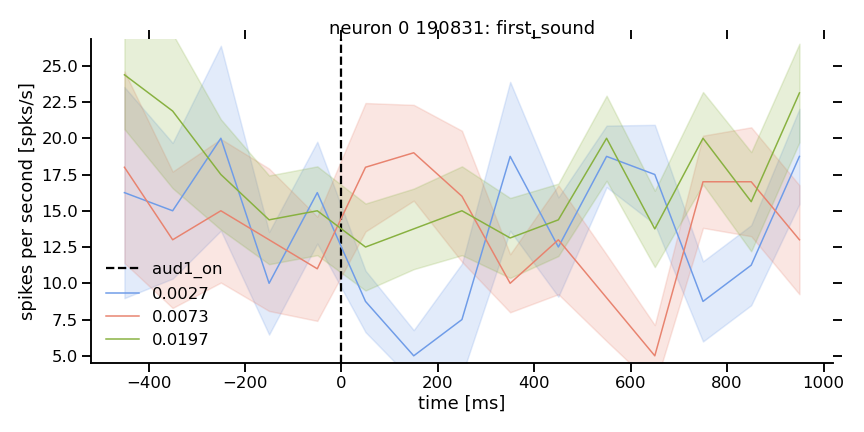 neuron 0 190831: first_sound
spikes per second [spks/s]
25.0
22.5
20.0
17.5
15.0
12.5
10.0
7.5
5.0
aud1_on
0.0027
0.0073
0.0197
−400 −200 0 200 400 600 800 1000
time [ms]